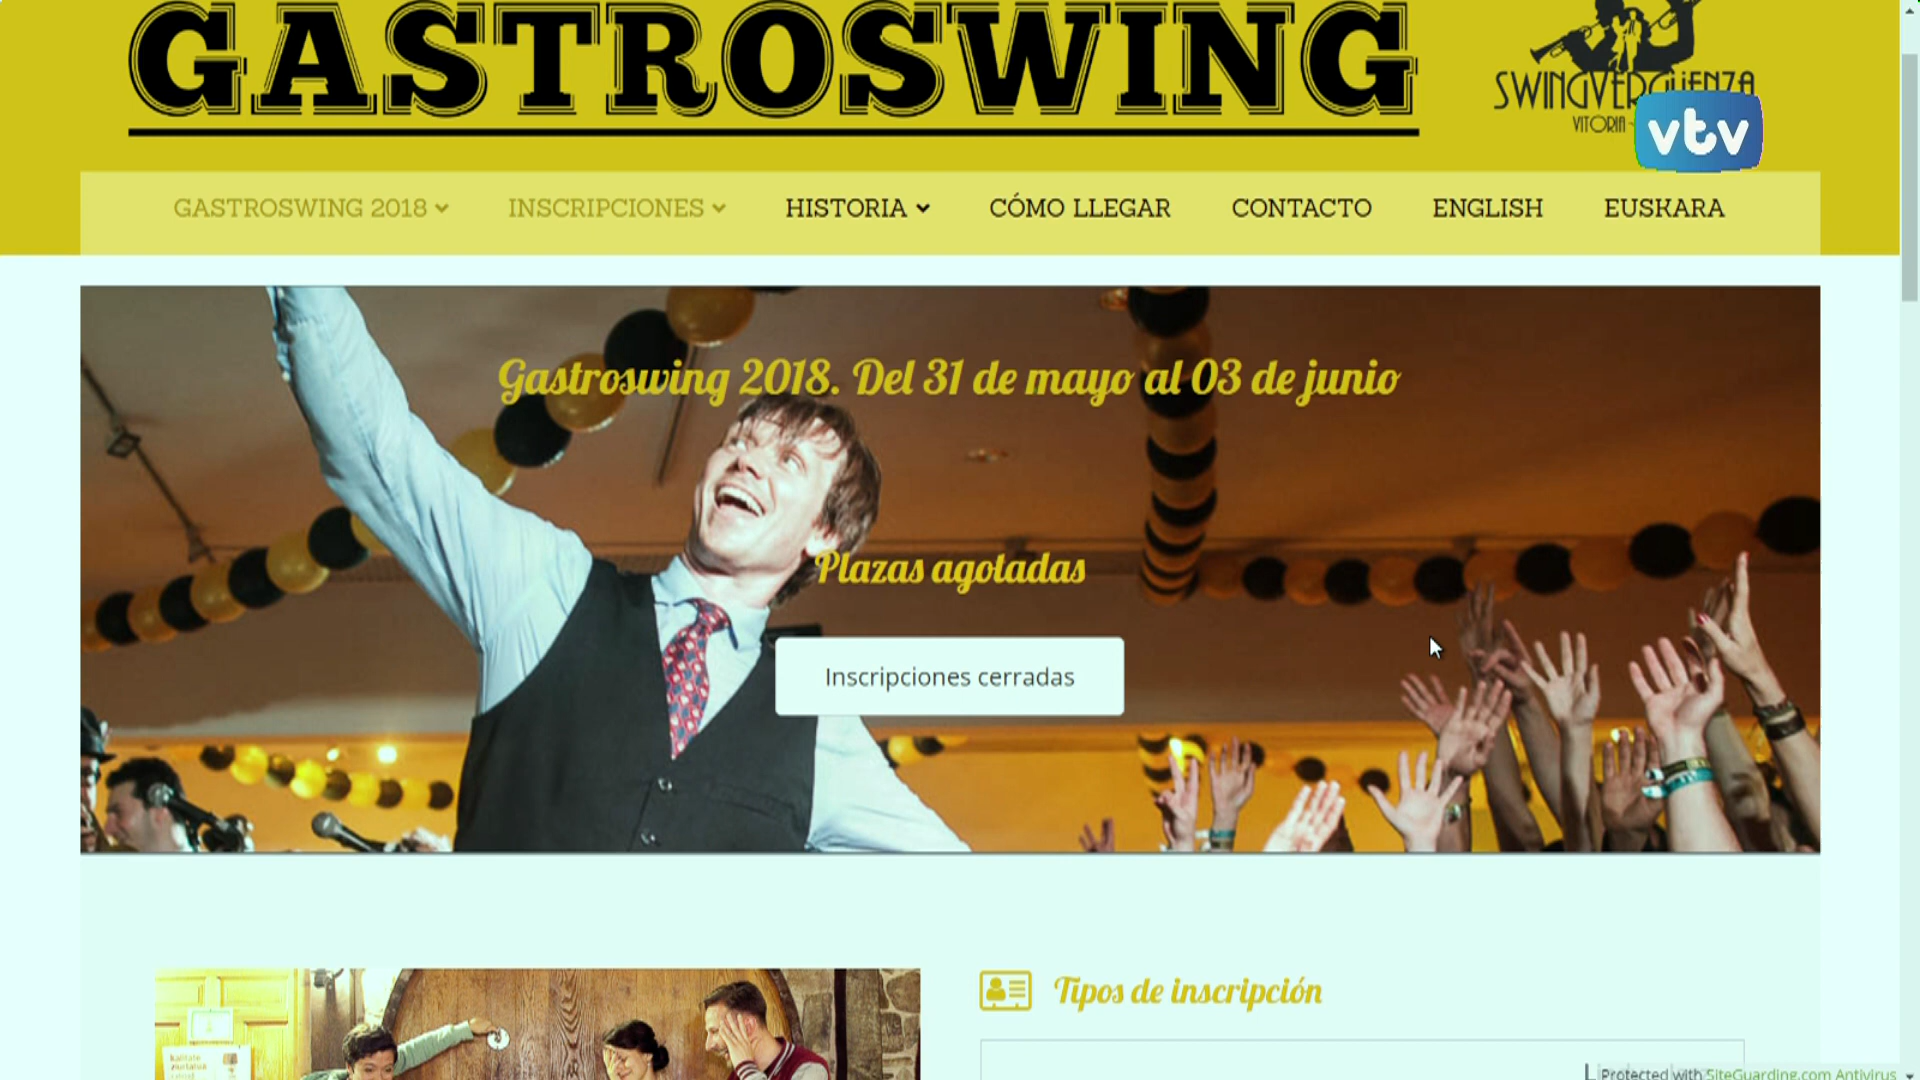 GASTROSWING
SWINGVERGÜENZA
VITORIA
vtv
GASTROSWING 2018
INSCRIPCIONES
HISTORIA
CÓMO LLEGAR
CONTACTO
ENGLISH
EUSKARA
Gastroswing 2018. Del 31 de mayo al 03 de junio
Plazas agotadas
Inscripciones cerradas
Tipos de inscripción
Protected with SiteGuarding.com Antivirus